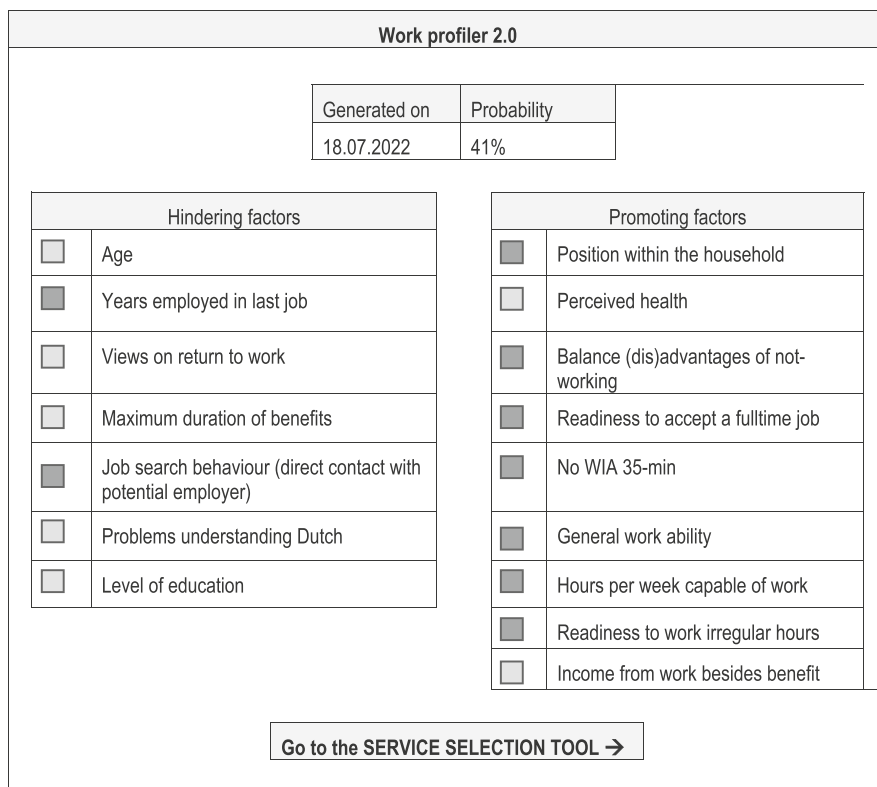 Work profiler 2.0
Generated on Probability
18.07.2022 41%
Hindering factors
Age
Years employed in last job
Views on return to work
Maximum duration of benefits
Job search behaviour (direct contact with
potential employer)
Problems understanding Dutch
Level of education
Promoting factors
Position within the household
Perceived health
Balance (dis)advantages of not-
working
Readiness to accept a fulltime job
No WIA 35-min
General work ability
Hours per week capable of work
Readiness to work irregular hours
Income from work besides benefit
Go to the SERVICE SELECTION TOOL →